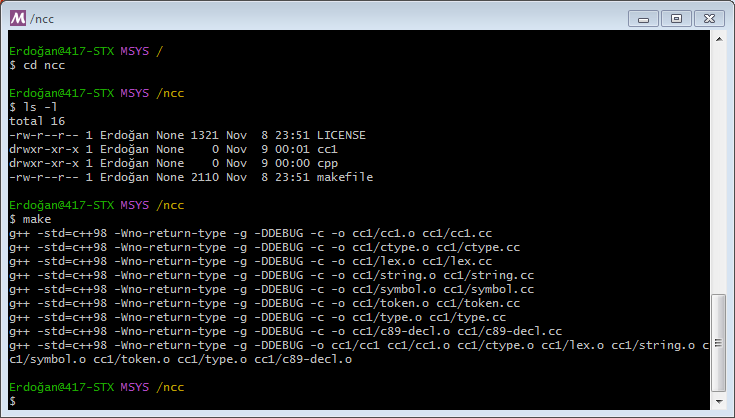 M /ncc
Erdoğan@417-STX MSYS /
$ cd ncc
Erdoğan@417-STX MSYS /ncc
$ ls -l
total 16
-rw-r--r-- 1 Erdoğan None 1321 Nov  8 23:51 LICENSE
drwxr-xr-x 1 Erdoğan None    0 Nov  9 00:01 cc1
drwxr-xr-x 1 Erdoğan None    0 Nov  9 00:00 cpp
-rw-r--r-- 1 Erdoğan None 2110 Nov  8 23:51 makefile
Erdoğan@417-STX MSYS /ncc
$ make
g++ -std=c++98 -Wno-return-type -g -DDEBUG -c -o cc1/cc1.o cc1/cc1.cc
g++ -std=c++98 -Wno-return-type -g -DDEBUG -c -o cc1/ctype.o cc1/ctype.cc
g++ -std=c++98 -Wno-return-type -g -DDEBUG -c -o cc1/lex.o cc1/lex.cc
g++ -std=c++98 -Wno-return-type -g -DDEBUG -c -o cc1/string.o cc1/string.cc
g++ -std=c++98 -Wno-return-type -g -DDEBUG -c -o cc1/symbol.o cc1/symbol.cc
g++ -std=c++98 -Wno-return-type -g -DDEBUG -c -o cc1/token.o cc1/token.cc
g++ -std=c++98 -Wno-return-type -g -DDEBUG -c -o cc1/type.o cc1/type.cc
g++ -std=c++98 -Wno-return-type -g -DDEBUG -c -o cc1/c89-decl.o cc1/c89-decl.cc
g++ -std=c++98 -Wno-return-type -g -DDEBUG -o cc1/cc1 cc1/cc1.o cc1/ctype.o cc1/lex.o cc1/string.o c
c1/symbol.o cc1/token.o cc1/type.o cc1/c89-decl.o
Erdoğan@417-STX MSYS /ncc
$